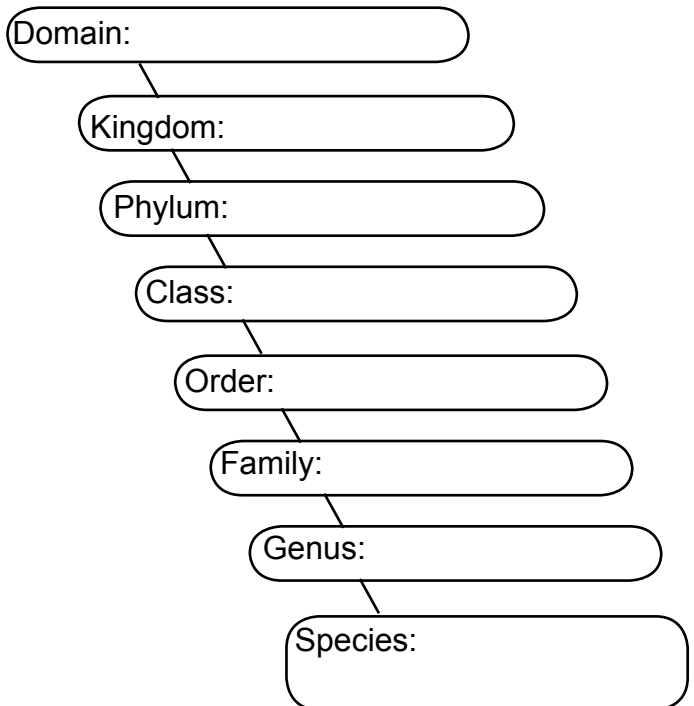 Domain:
Kingdom:
Phylum:
Class:
Order:
Family:
Genus:
Species: